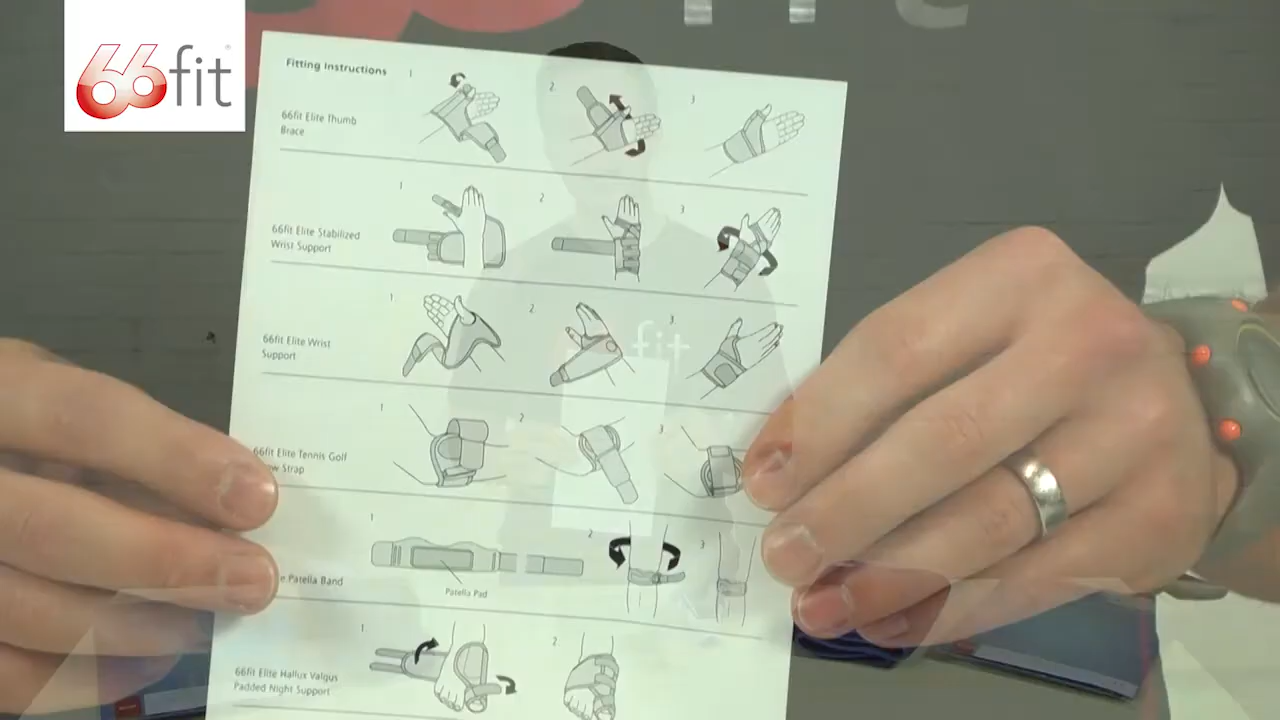 66fit
fit
Fitting Instructions
1
2.
3
66fit Elite Thumb
Brace
1
2
3
66fit Elite Stabilized
Wrist Support
1
2
3
66fit Elite Wrist
Support
1
2
3
66fit Elite Tennis Golf
ow Strap
1
2
3
e Patella Band
Patella Pad
1
2
66fit Elite Hallux Valgus
Padded Night Support